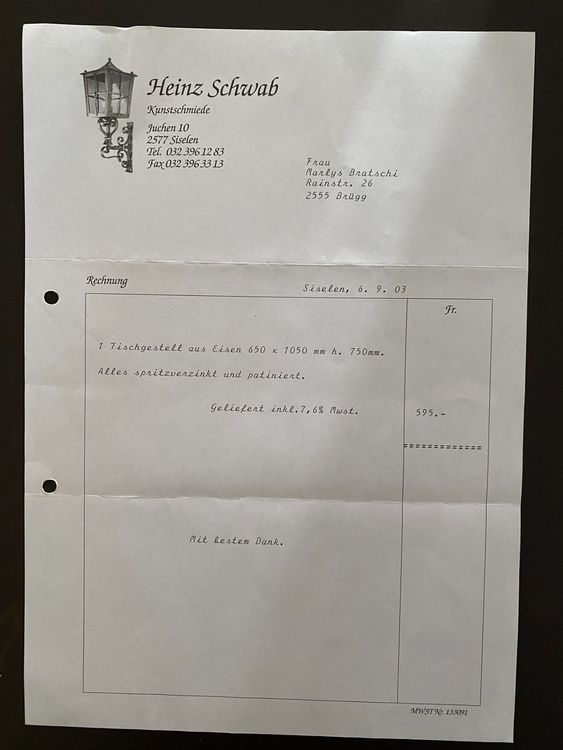 Heinz Schwab
Kunstschmiede
Juchen 10
2577 Siselen
Tel. 032 396 12 83
Fax 032 396 33 13
Frau
Marlys Bratschi
Rainstr. 26
2555 Brügg
Rechnung
Siselen, 6. 9. 03
Fr.
1 Tischgestell aus Eisen 650 x 1050 mm h. 750mm.
Alles spritzverzinkt und patiniert.
Geliefert inkl.7,6% Mwst. 595.-
==============
Mit bestem Dank.
MWST Nr. 133091